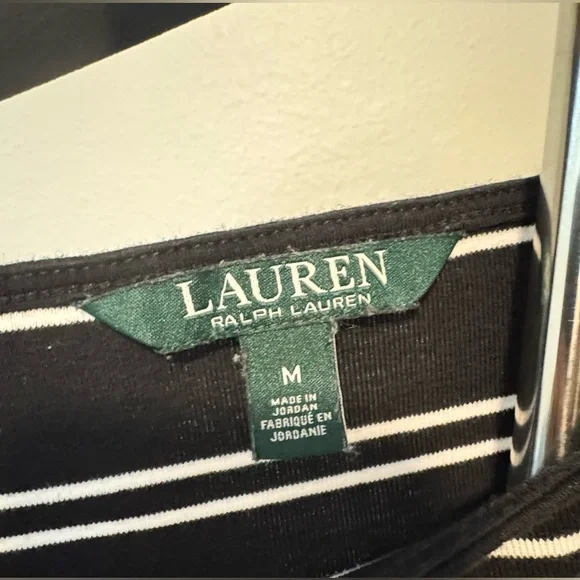 LAUREN
RALPH LAUREN
M
MADE IN
JORDAN
FABRIQUÉ EN
JORDANIE